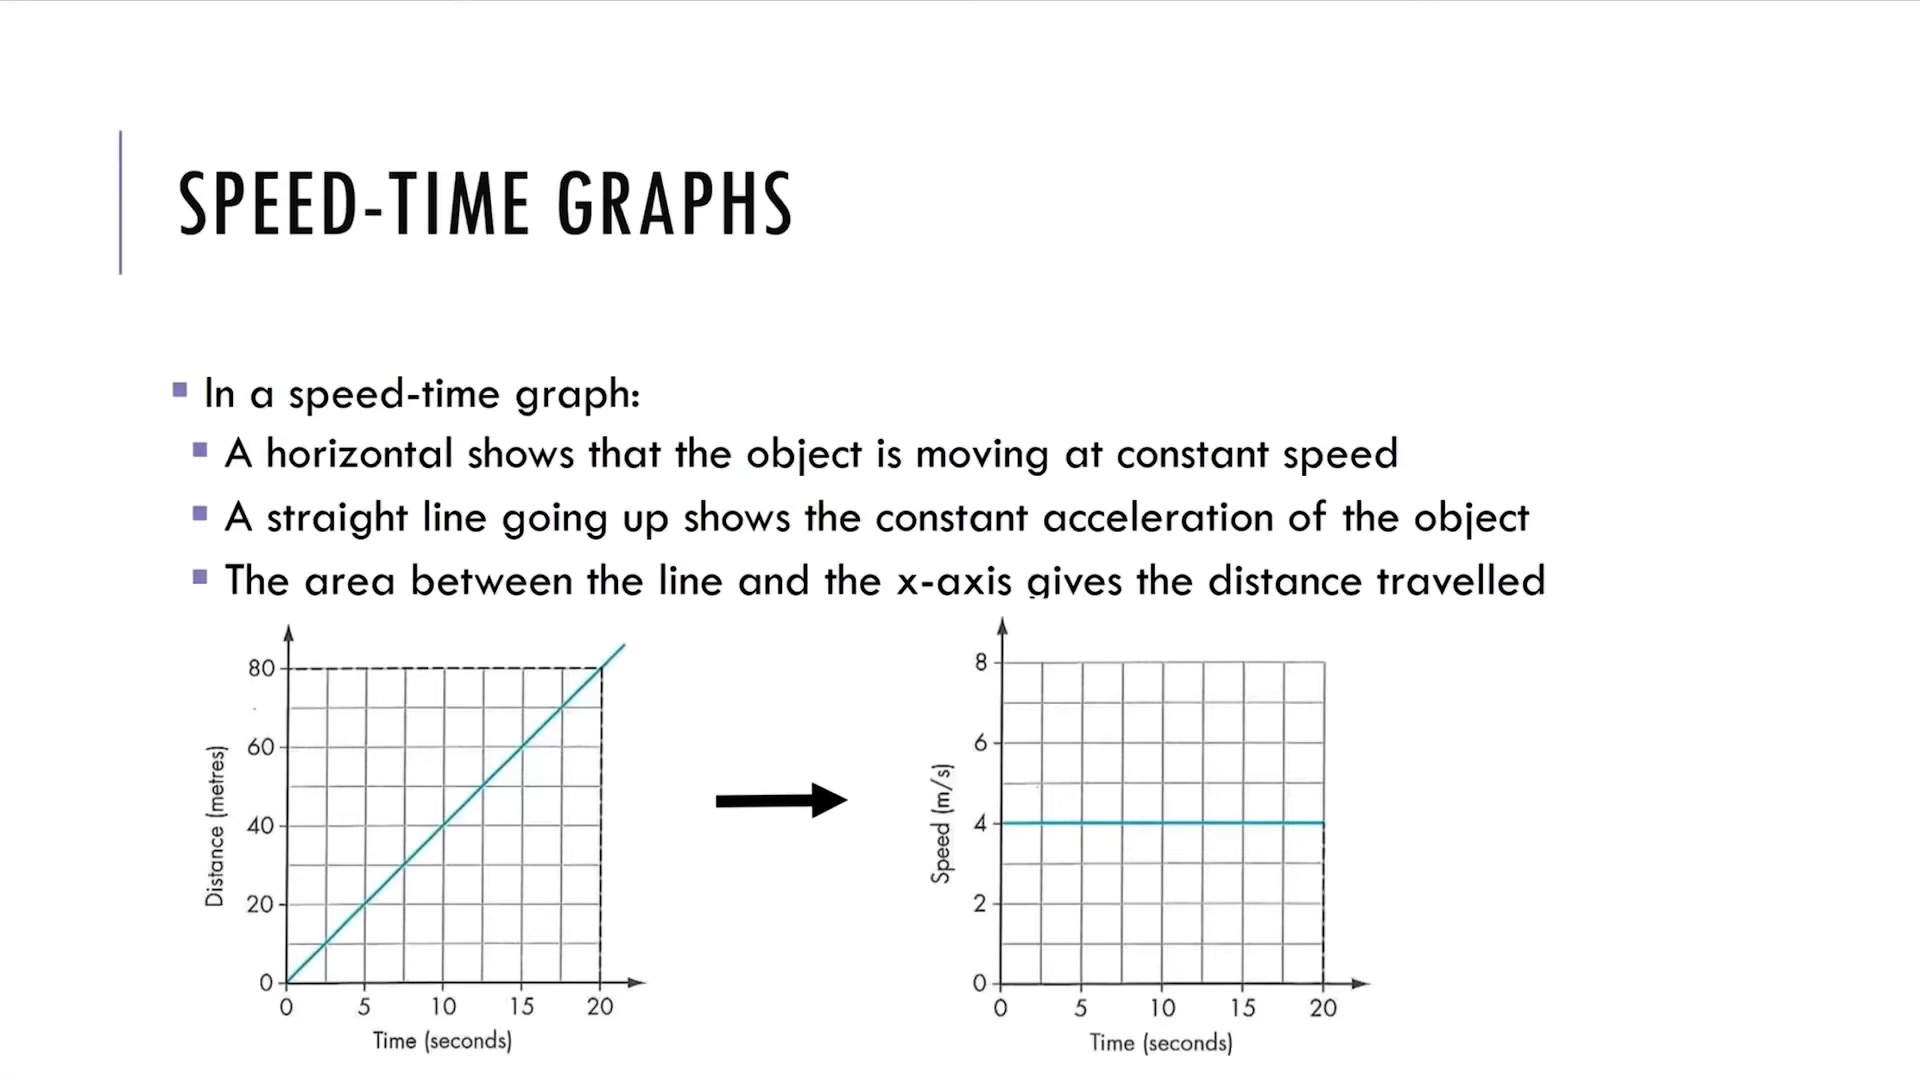 SPEED-TIME GRAPHS
In a speed-time graph:
A horizontal shows that the object is moving at constant speed
A straight line going up shows the constant acceleration of the object
The area between the line and the x-axis gives the distance travelled
80
60
40
20
0
Distance (metres)
0 5 10 15 20
Time (seconds)
8
6
4
2
0
Speed (m/s)
0 5 10 15 20
Time (seconds)